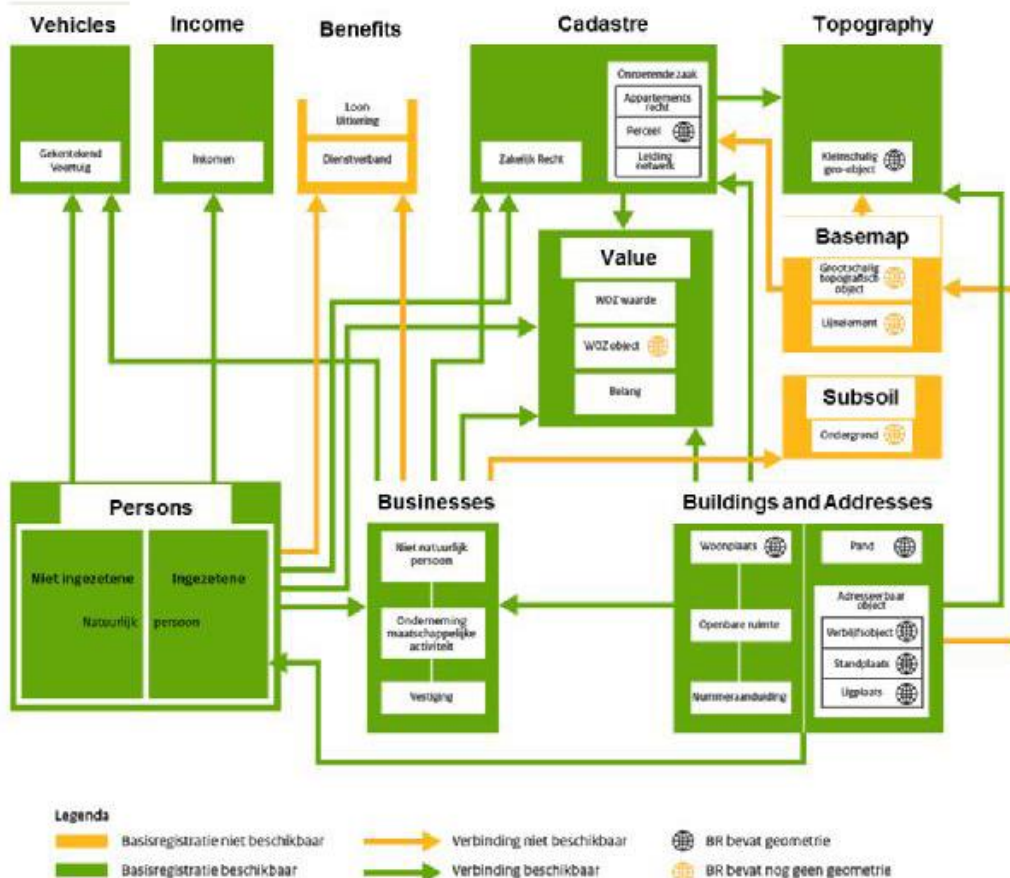 Vehicles
Income
Benefits
Cadastre
Topography
Gekentekend
Voertuig
Inkomen
Loon
Uitkering
Dienstverband
Zakelijk Recht
Onroerende zaak
Appartements
recht
Perceel
Leiding
netwerk
Kleinschalig
geo-object
Value
WOZ waarde
WOZ object
Belang
Basemap
Grootschalig
topografisch
object
Lijnelement
Subsoil
Ondergrond
Persons
Niet ingezetene
Ingezetene
Natuurlijk
persoon
Businesses
Niet natuurlijk
persoon
Onderneming
maatschappelijke
activiteit
Vestiging
Buildings and Addresses
Woonplaats
Openbare ruimte
Nummeraanduiding
Pand
Adresseerbaar
object
Verblijfsobject
Standplaats
Ligplaats
Legenda
Basisregistratie niet beschikbaar
Verbinding niet beschikbaar
BR bevat geometrie
Basisregistratie beschikbaar
Verbinding beschikbaar
BR bevat nog geen geometrie